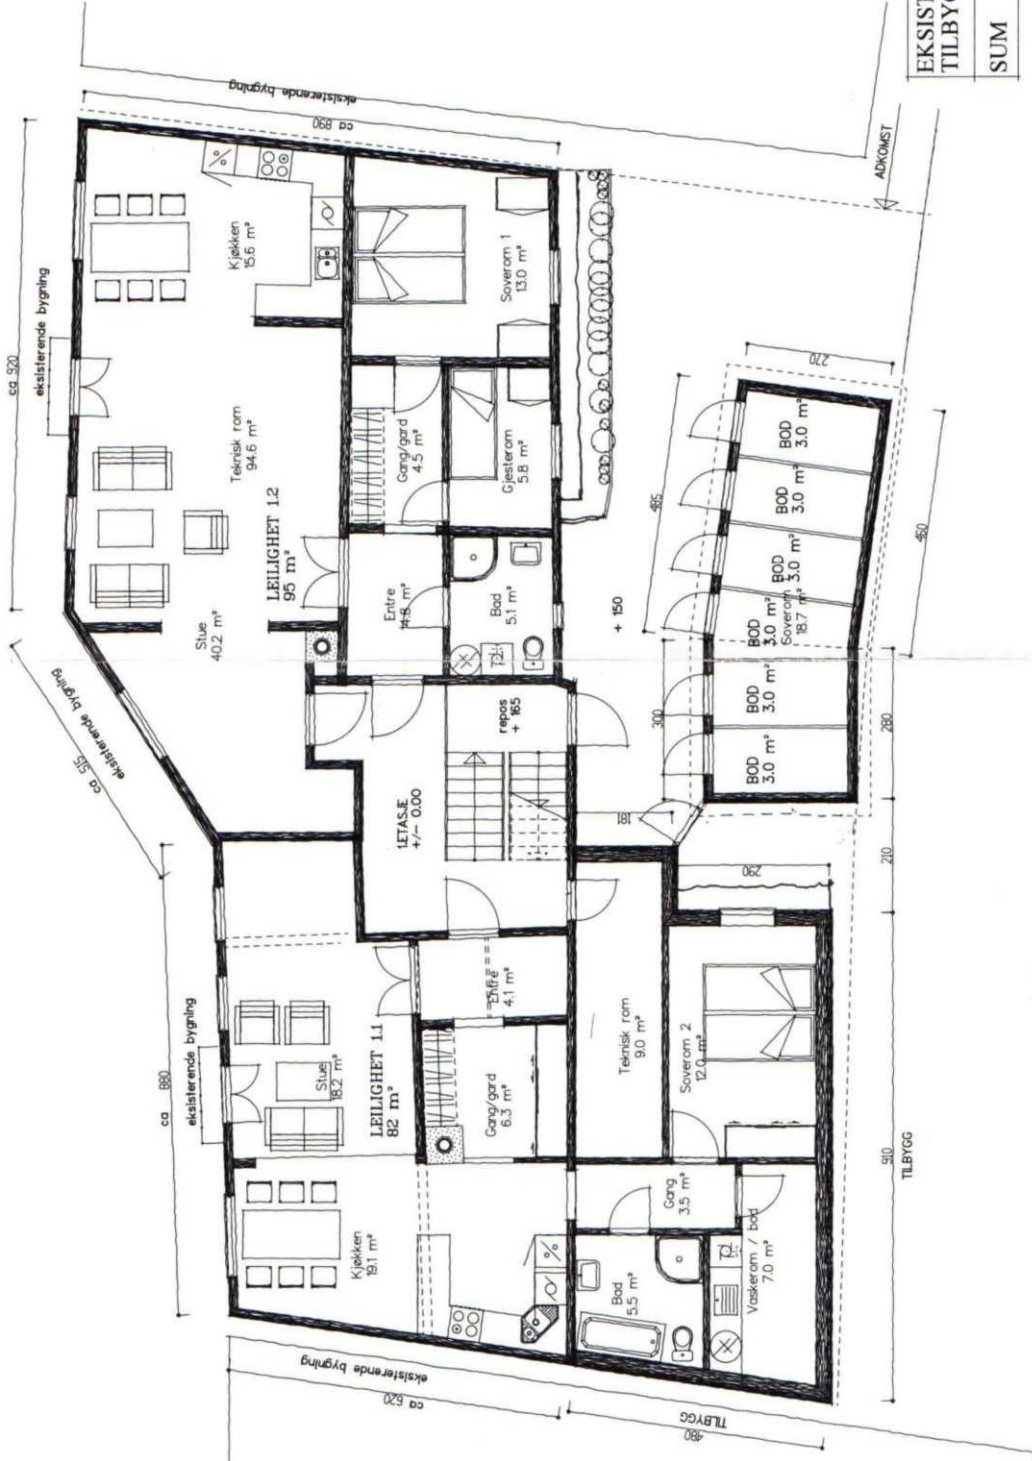 EKSIST
TILBYG
SUM
ADKOMST
eksisterende bygning
ca 890
ca 920
eksisterende bygning
Kjøkken
15.6 m²
Soverom 1
13.0 m²
Teknisk rom
94.6 m²
LEILIGHET 1.2
95 m²
Stue
40.2 m²
Gang/gard
4.5 m²
Gjesterom
5.8 m²
Entre
Bad
5.1 m²
+ 150
repos
+ 165
1.ETASJE
+/- 0.00
ca 515
eksisterende bygning
270
485
460
BOD
3.0 m²
BOD
3.0 m²
BOD
3.0 m²
BOD
3.0 m²
Soverom
18.7 m²
BOD
3.0 m²
BOD
3.0 m²
300
181
280
210
290
ca 880
eksisterende bygning
Stue
18.2 m²
LEILIGHET 1.1
82 m²
Entre
4.1 m²
Gang/gard
6.3 m²
Teknisk rom
9.0 m²
Soverom 2
Kjøkken
19.1 m²
Gang
3.5 m²
Bad
5.5 m²
Vaskerom / bod
7.0 m²
910
TILBYGG
eksisterende bygning
ca 620
TILBYGG
480